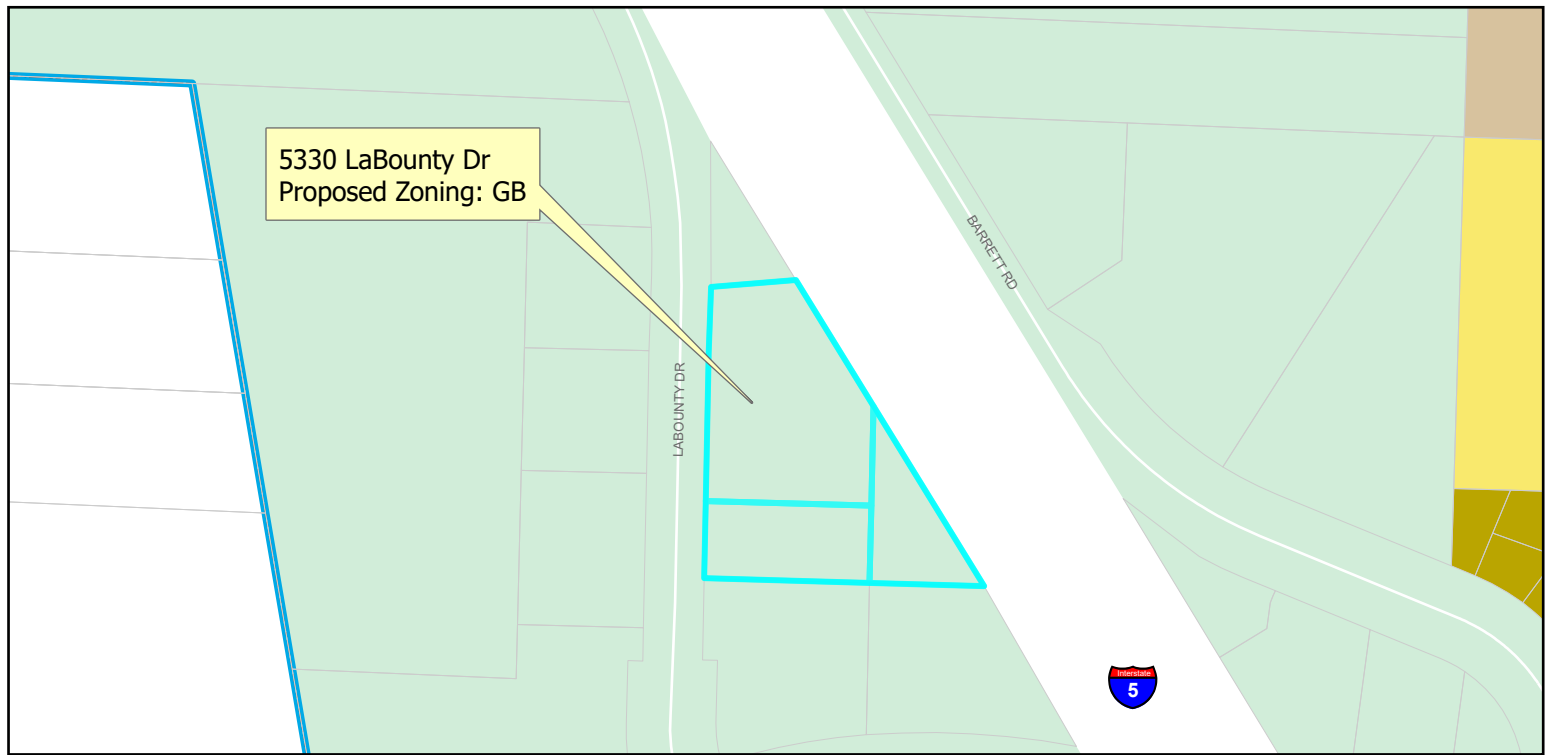 5330 LaBounty Dr
Proposed Zoning: GB
BARRETT RD
LABOUNTY DR
Interstate
5